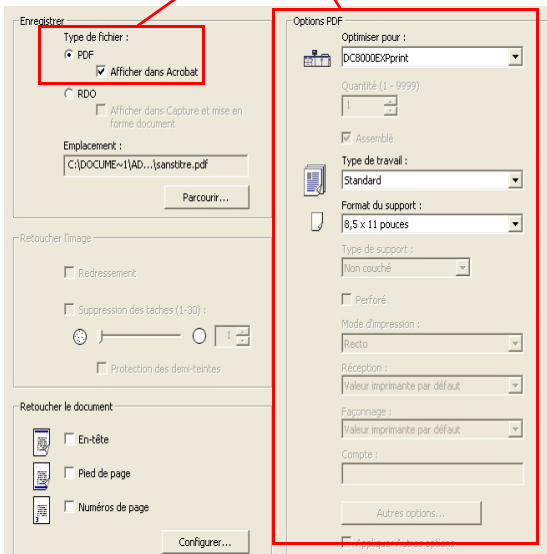 Enregistrer
Type de fichier :
PDF
Afficher dans Acrobat
RDO
Afficher dans Capture et mise en
forme document
Emplacement :
C:\DOCUME~1\AD...\sanstitre.pdf
Parcourir...
Retoucher l'image
Redressement
Suppression des taches (1-30) :
1
Protection des demi-teintes
Retoucher le document
En-tête
Pied de page
Numéros de page
Configurer...
Options PDF
Optimiser pour :
DC8000EXPprint
Quantité (1 - 9999)
1
Assemblé
Type de travail :
Standard
Format du support :
8,5 x 11 pouces
Type de support :
Non couché
Perforé
Mode d'impression :
Recto
Réception :
Valeur imprimante par défaut
Façonnage :
Valeur imprimante par défaut
Compte :
Autres options...
Appliquer Autres options